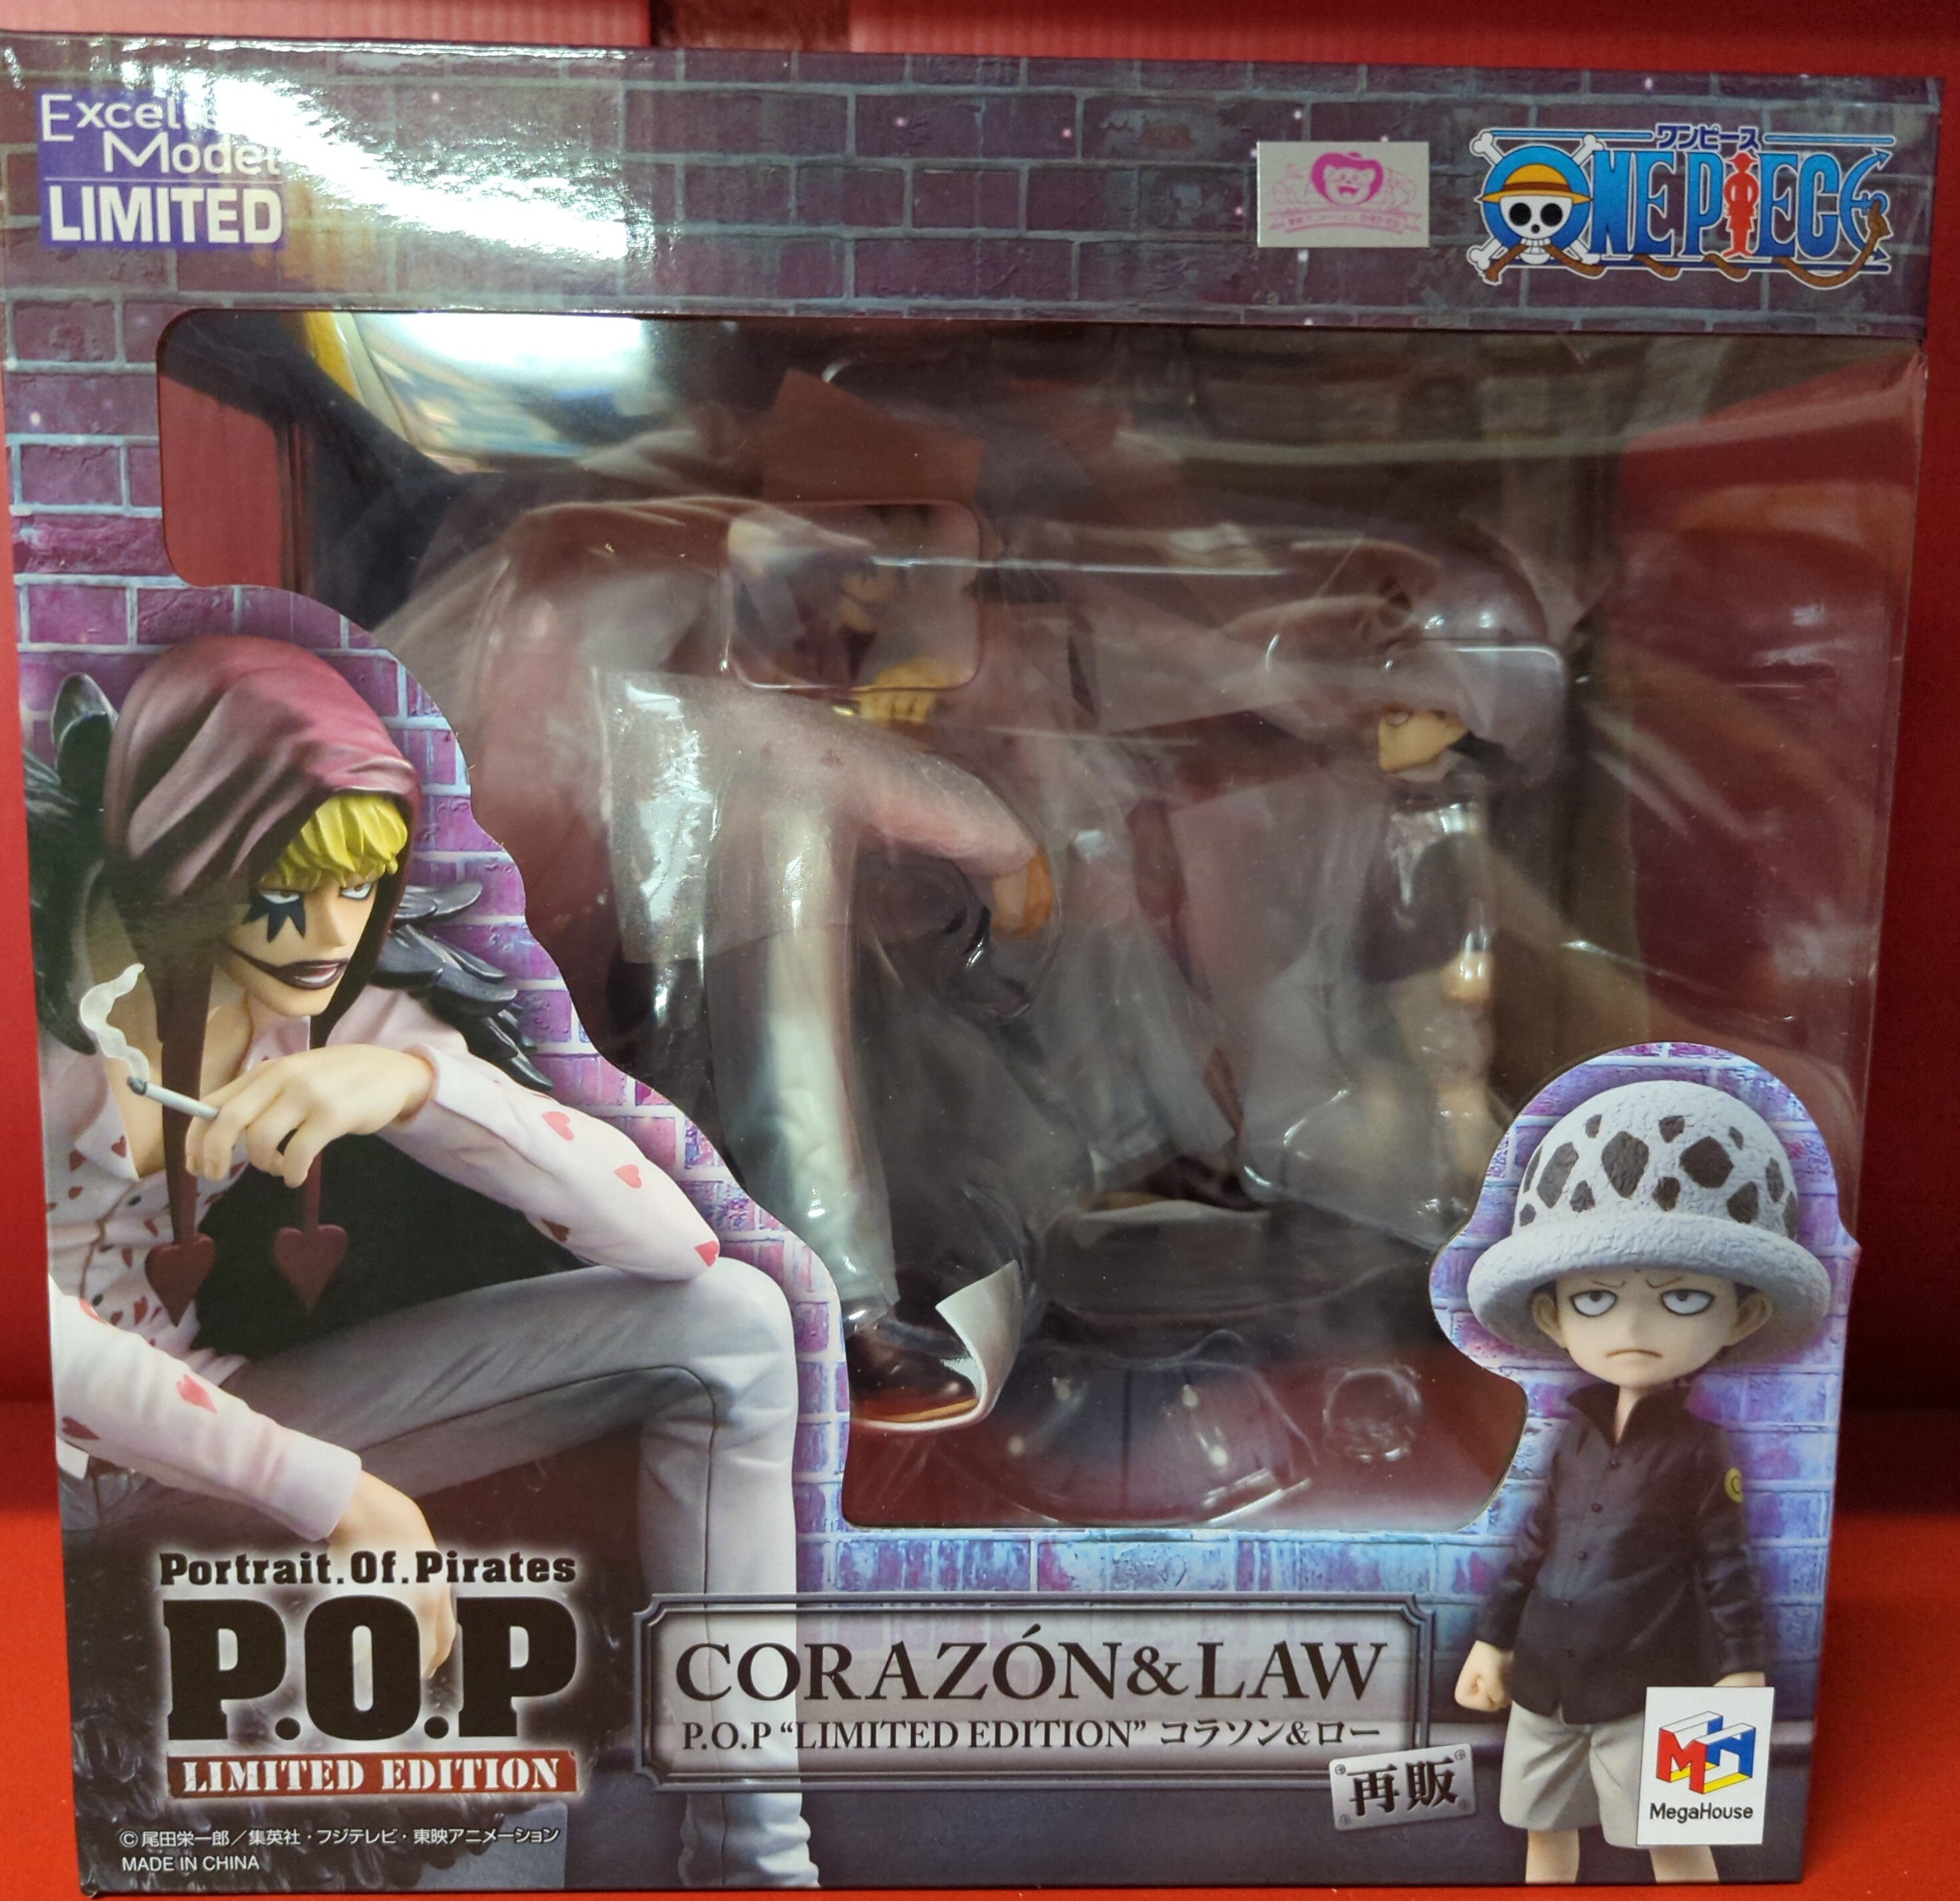 Model
LIMITED
ワンピース
ONE PIECE
Portrait.Of.Pirates
P.O.P
LIMITED EDITION
CORAZÓN&LAW
P.O.P “LIMITED EDITION” コラソン&ロー
再販
MegaHouse
© 尾田栄一郎／集英社・フジテレビ・東映アニメーション
MADE IN CHINA